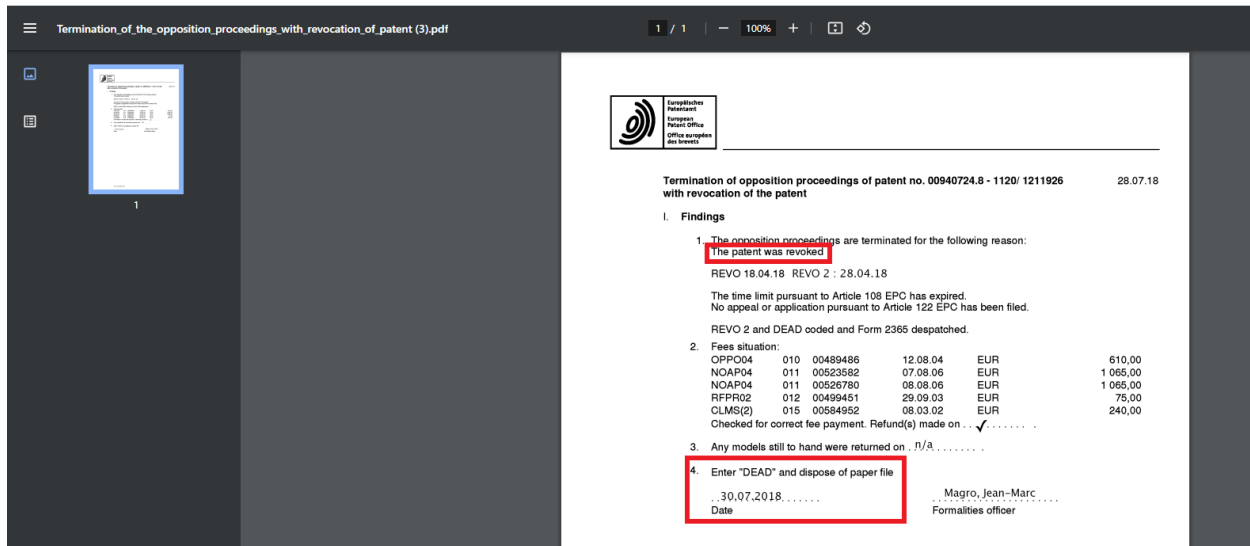 Termination_of_the_opposition_proceedings_with_revocation_of_patent (3).pdf
1 / 1
100%
1
Europäisches
Patentamt
European
Patent Office
Office européen
des brevets
Termination of opposition proceedings of patent no. 00940724.8 - 1120/ 1211926 28.07.18
with revocation of the patent
I. Findings
1. The opposition proceedings are terminated for the following reason:
The patent was revoked
REVO 18.04.18 REVO 2 : 28.04.18
The time limit pursuant to Article 108 EPC has expired.
No appeal or application pursuant to Article 122 EPC has been filed.
REVO 2 and DEAD coded and Form 2365 despatched.
2. Fees situation:
OPPO04 010 00489486 12.08.04 EUR 610,00
NOAP04 011 00523582 07.08.06 EUR 1 065,00
NOAP04 011 00526780 08.08.06 EUR 1 065,00
RFPR02 012 00499451 29.09.03 EUR 75,00
CLMS(2) 015 00584952 08.03.02 EUR 240,00
Checked for correct fee payment. Refund(s) made on . . ✓ . . . . . . .
3. Any models still to hand were returned on . n/a . . . . . . . .
4. Enter "DEAD" and dispose of paper file
. . 30.07.2018 . . . . . . Magro, Jean-Marc
Date Formalities officer